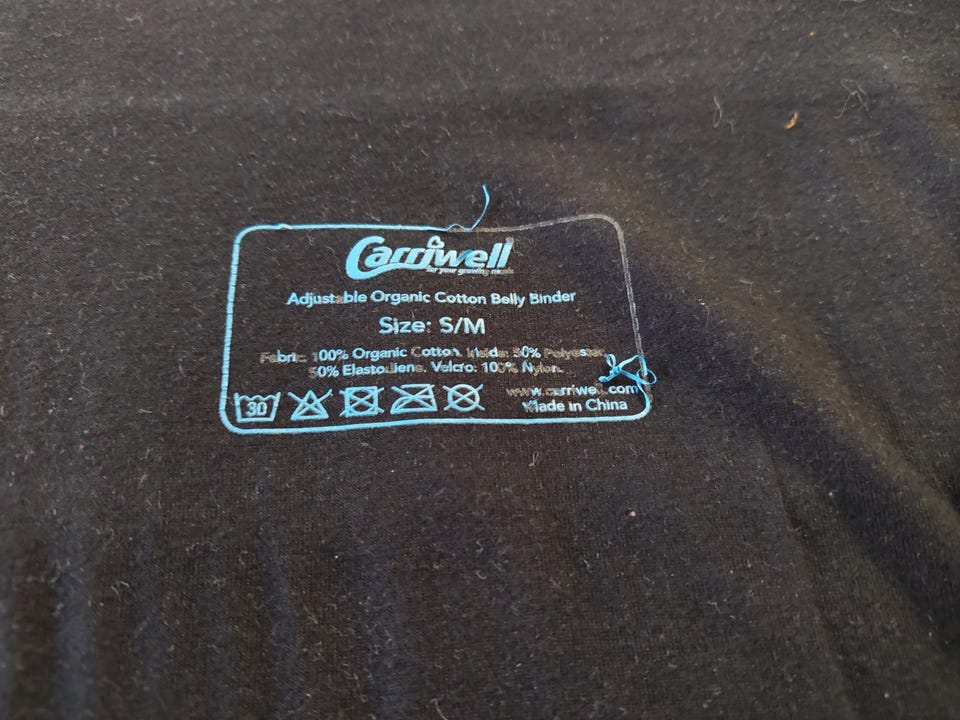 Carriwell
for your growing needs
Adjustable Organic Cotton Belly Binder
Size: S/M
Fabric: 100% Organic Cotton. Inside: 50% Polyester,
50% Elastodiene. Velcro: 100% Nylon.
www.carriwell.com
30
Made in China